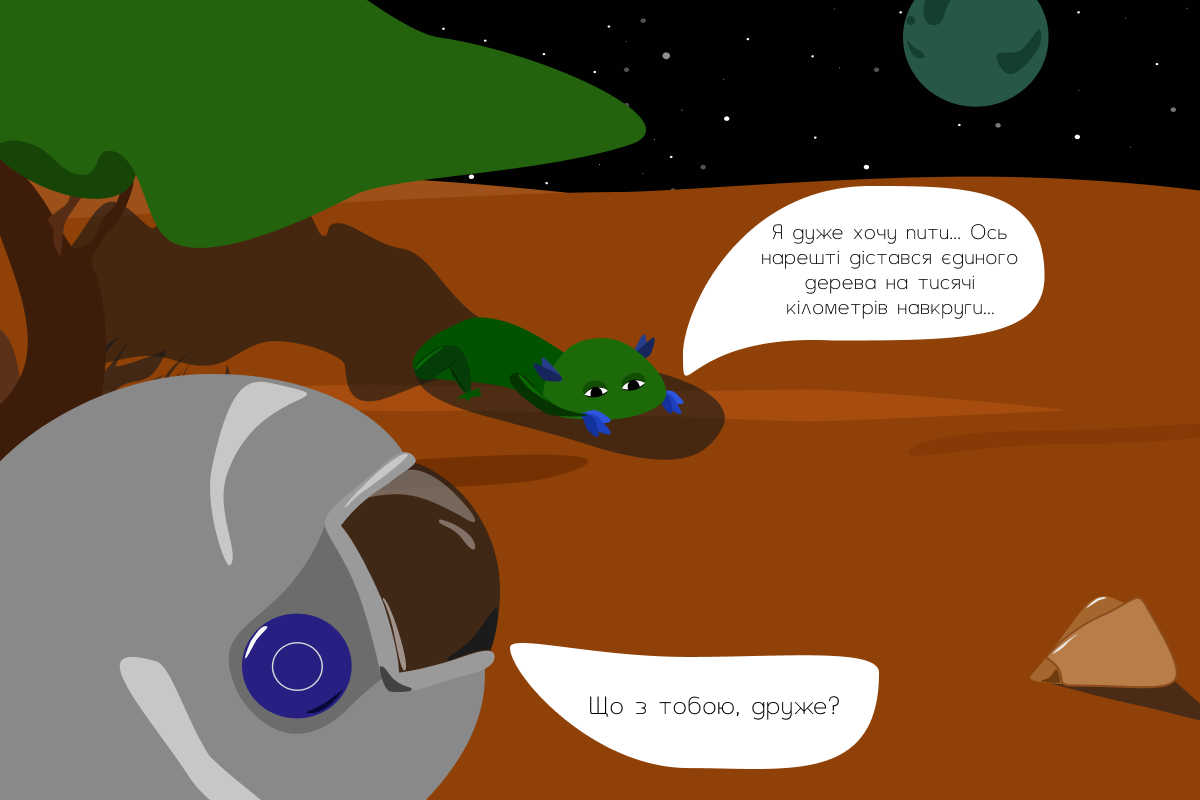 Я дуже хочу пити... Ось
нарешті дістався єдиного
дерева на тисячі
кілометрів навкруги...
Що з тобою, друже?